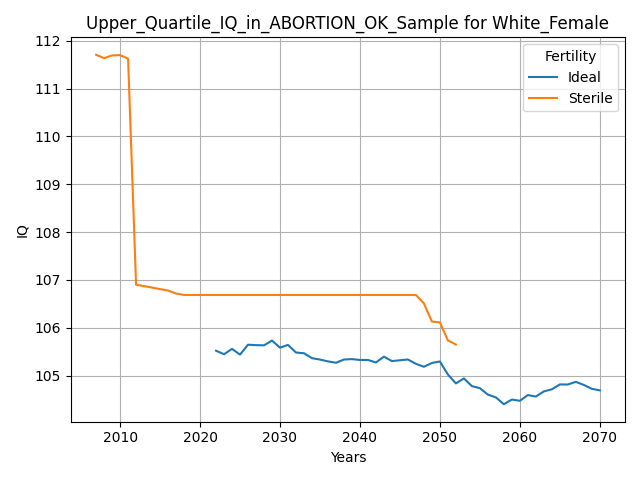 Upper_Quartile_IQ_in_ABORTION_OK_Sample for White_Female
112
111
110
109
108
107
106
105
IQ
Fertility
Ideal
Sterile
2010 2020 2030 2040 2050 2060 2070
Years